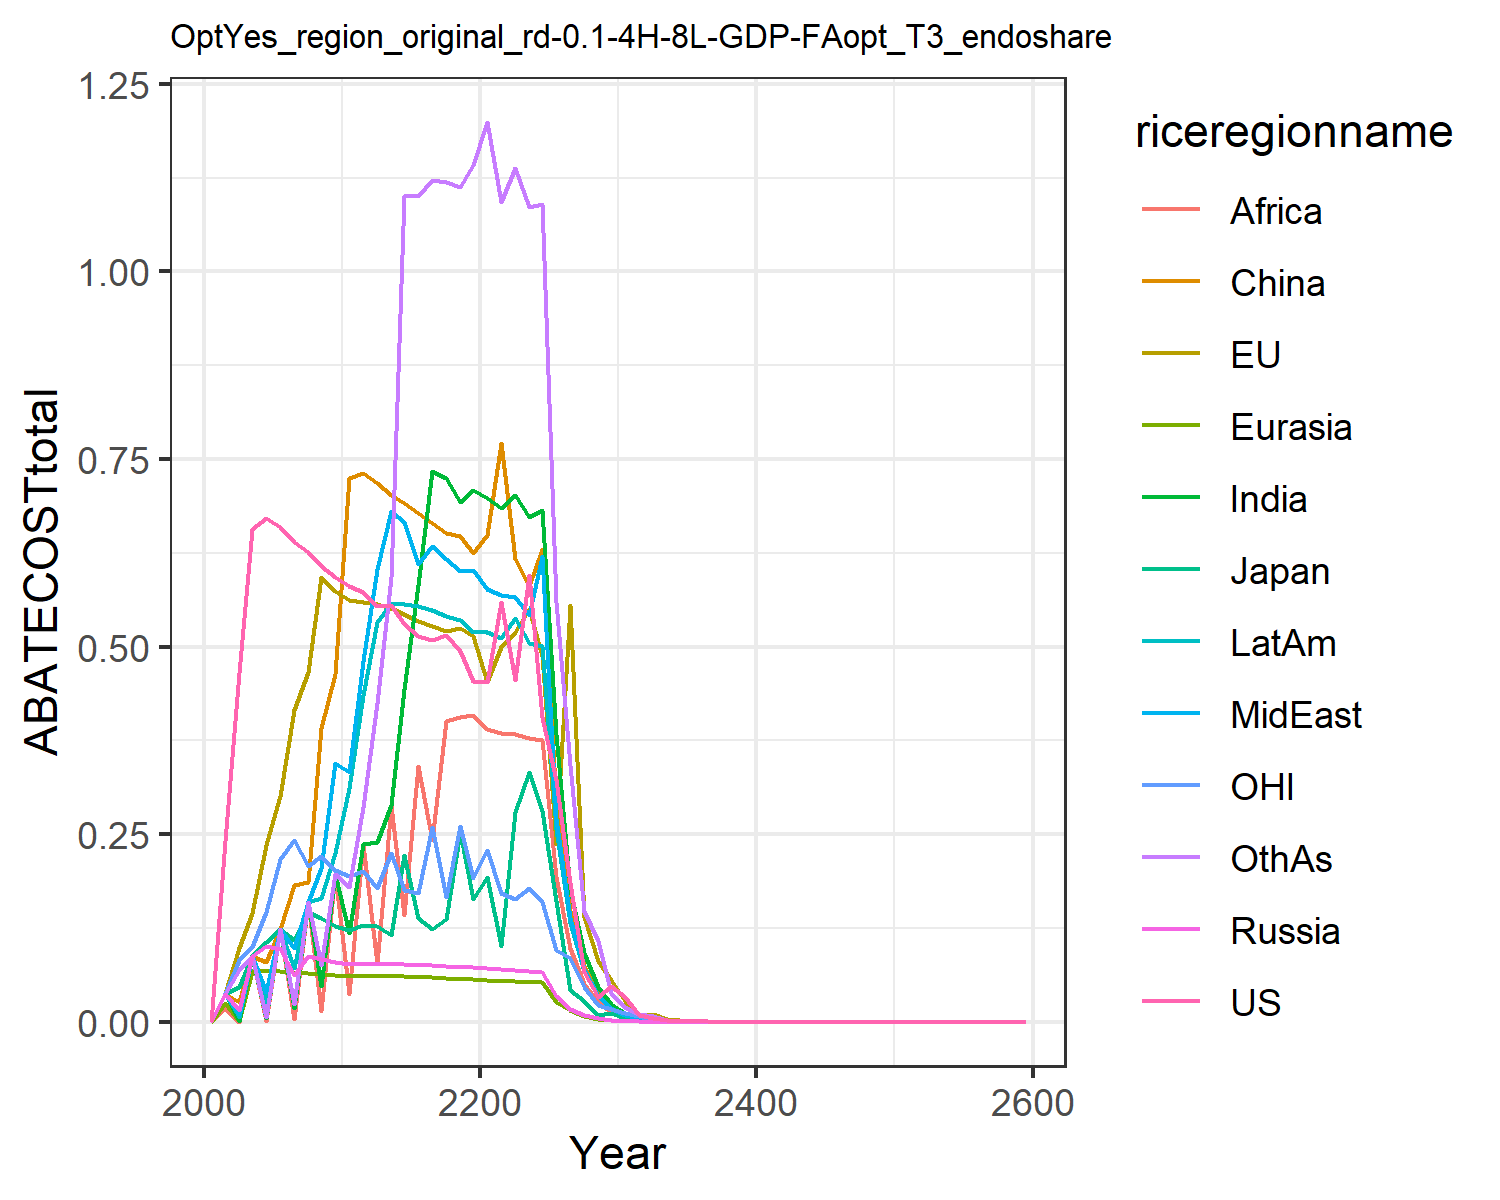 OptYes_region_original_rd-0.1-4H-8L-GDP-FAopt_T3_endoshare
1.25
1.00
0.75
0.50
0.25
0.00
ABATECOSTtotal
2000
2200
2400
2600
Year
riceregionname
Africa
China
EU
Eurasia
India
Japan
LatAm
MidEast
OHI
OthAs
Russia
US